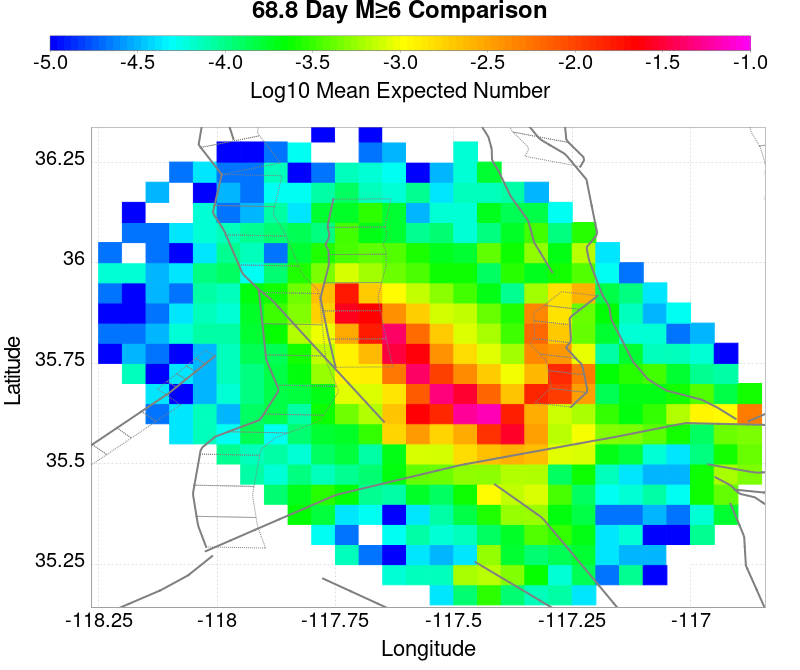 68.8 Day M≥6 Comparison
-5.0 -4.5 -4.0 -3.5 -3.0 -2.5 -2.0 -1.5 -1.0
Log10 Mean Expected Number
36.25
36
35.75
35.5
35.25
Latitude
-118.25 -118 -117.75 -117.5 -117.25 -117
Longitude